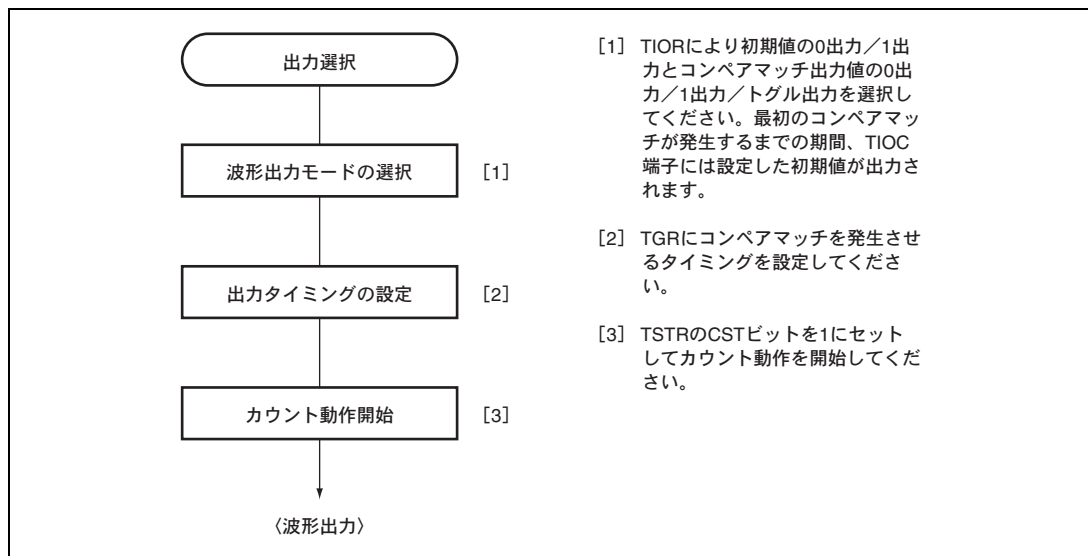 出力選択
波形出力モードの選択 [1]
出力タイミングの設定 [2]
カウント動作開始 [3]
〈波形出力〉
[1] TIORにより初期値の0出力／1出
力とコンペアマッチ出力値の0出
力／1出力／トグル出力を選択し
てください。最初のコンペアマッ
チが発生するまでの期間、TIOC
端子には設定した初期値が出力さ
れます。
[2] TGRにコンペアマッチを発生させ
るタイミングを設定してくださ
い。
[3] TSTRのCSTビットを1にセット
してカウント動作を開始してくだ
さい。